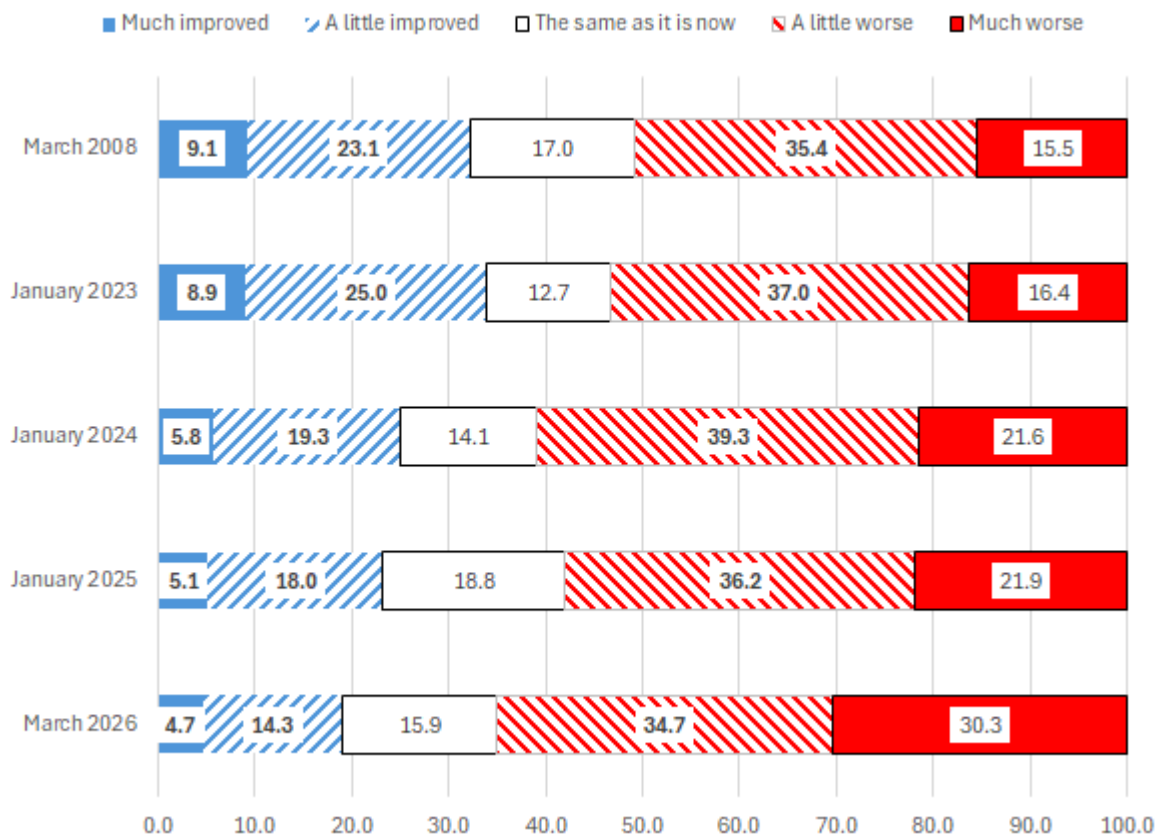 Much improved A little improved The same as it is now A little worse Much worse
March 2008 9.1 23.1 17.0 35.4 15.5
January 2023 8.9 25.0 12.7 37.0 16.4
January 2024 5.8 19.3 14.1 39.3 21.6
January 2025 5.1 18.0 18.8 36.2 21.9
March 2026 4.7 14.3 15.9 34.7 30.3
0.0 10.0 20.0 30.0 40.0 50.0 60.0 70.0 80.0 90.0 100.0